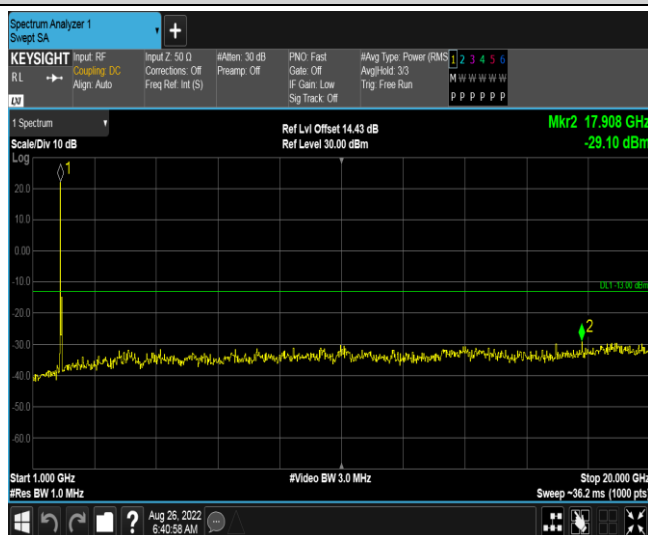 Spectrum Analyzer 1
Swept SA
+
KEYSIGHT
RL
LXI
Input: RF
Coupling: DC
Align: Auto
Input Z: 50 Ω
Corrections: Off
Freq Ref: Int (S)
#Atten: 30 dB
Preamp: Off
PNO: Fast
Gate: Off
IF Gain: Low
Sig Track: Off
#Avg Type: Power (RMS
Avg|Hold: 3/3
Trig: Free Run
1 2 3 4 5 6
M W W W W W
P P P P P P
1 Spectrum
Scale/Div 10 dB
Log
Ref Lvl Offset 14.43 dB
Ref Level 30.00 dBm
Mkr2 17.908 GHz
-29.10 dBm
1
20.0
10.0
0.00
-10.0
DL1 -13.00 dBm
-20.0
2
-30.0
-40.0
-50.0
-60.0
Start 1.000 GHz
#Res BW 1.0 MHz
#Video BW 3.0 MHz
Stop 20.000 GHz
Sweep ~36.2 ms (1000 pts)
?
Aug 26, 2022
6:40:58 AM